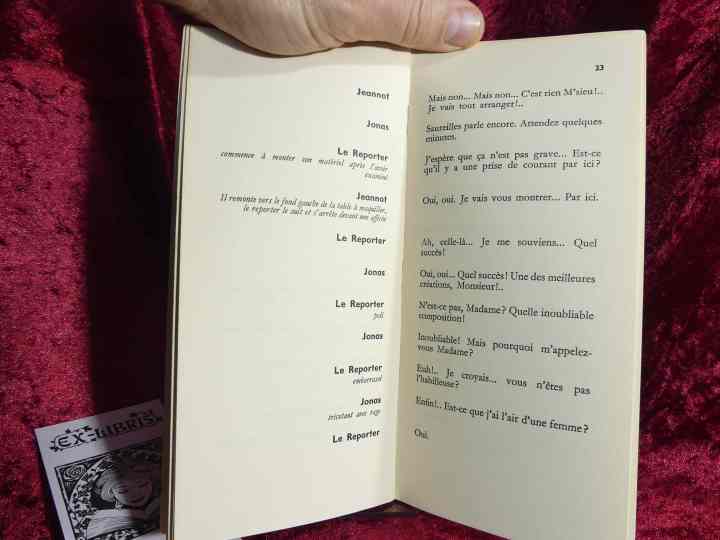 33
Jeannot
Mais non... Mais non... C'est rien M'sieu!..
Je vais tout arranger!..
Jonas
Sauteilles parle encore. Attendez quelques
minutes.
Le Reporter
commence à monter son matériel après l'avoir
examiné
J'espère que ça n'est pas grave... Est-ce
qu'il y a une prise de courant par ici?
Jeannot
Il remonte vers le fond gauche de la table à maquiller,
le reporter le suit et s'arrête devant une affiche
Oui, oui. Je vais vous montrer... Par ici.
Le Reporter
Ah, celle-là... Je me souviens... Quel
succès!
Jonas
Oui, oui... Quel succès! Une des meilleures
créations, Monsieur!..
Le Reporter
poli
N'est-ce pas, Madame? Quelle inoubliable
composition!
Jonas
Inoubliable! Mais pourquoi m'appelez-
vous Madame?
Le Reporter
embarrassé
Euh!.. Je croyais... vous n'êtes pas
l'habilleuse?
Jonas
tricotant avec rage
Enfin!.. Est-ce que j'ai l'air d'une femme?
Le Reporter
Oui.
EX-LIBRIS